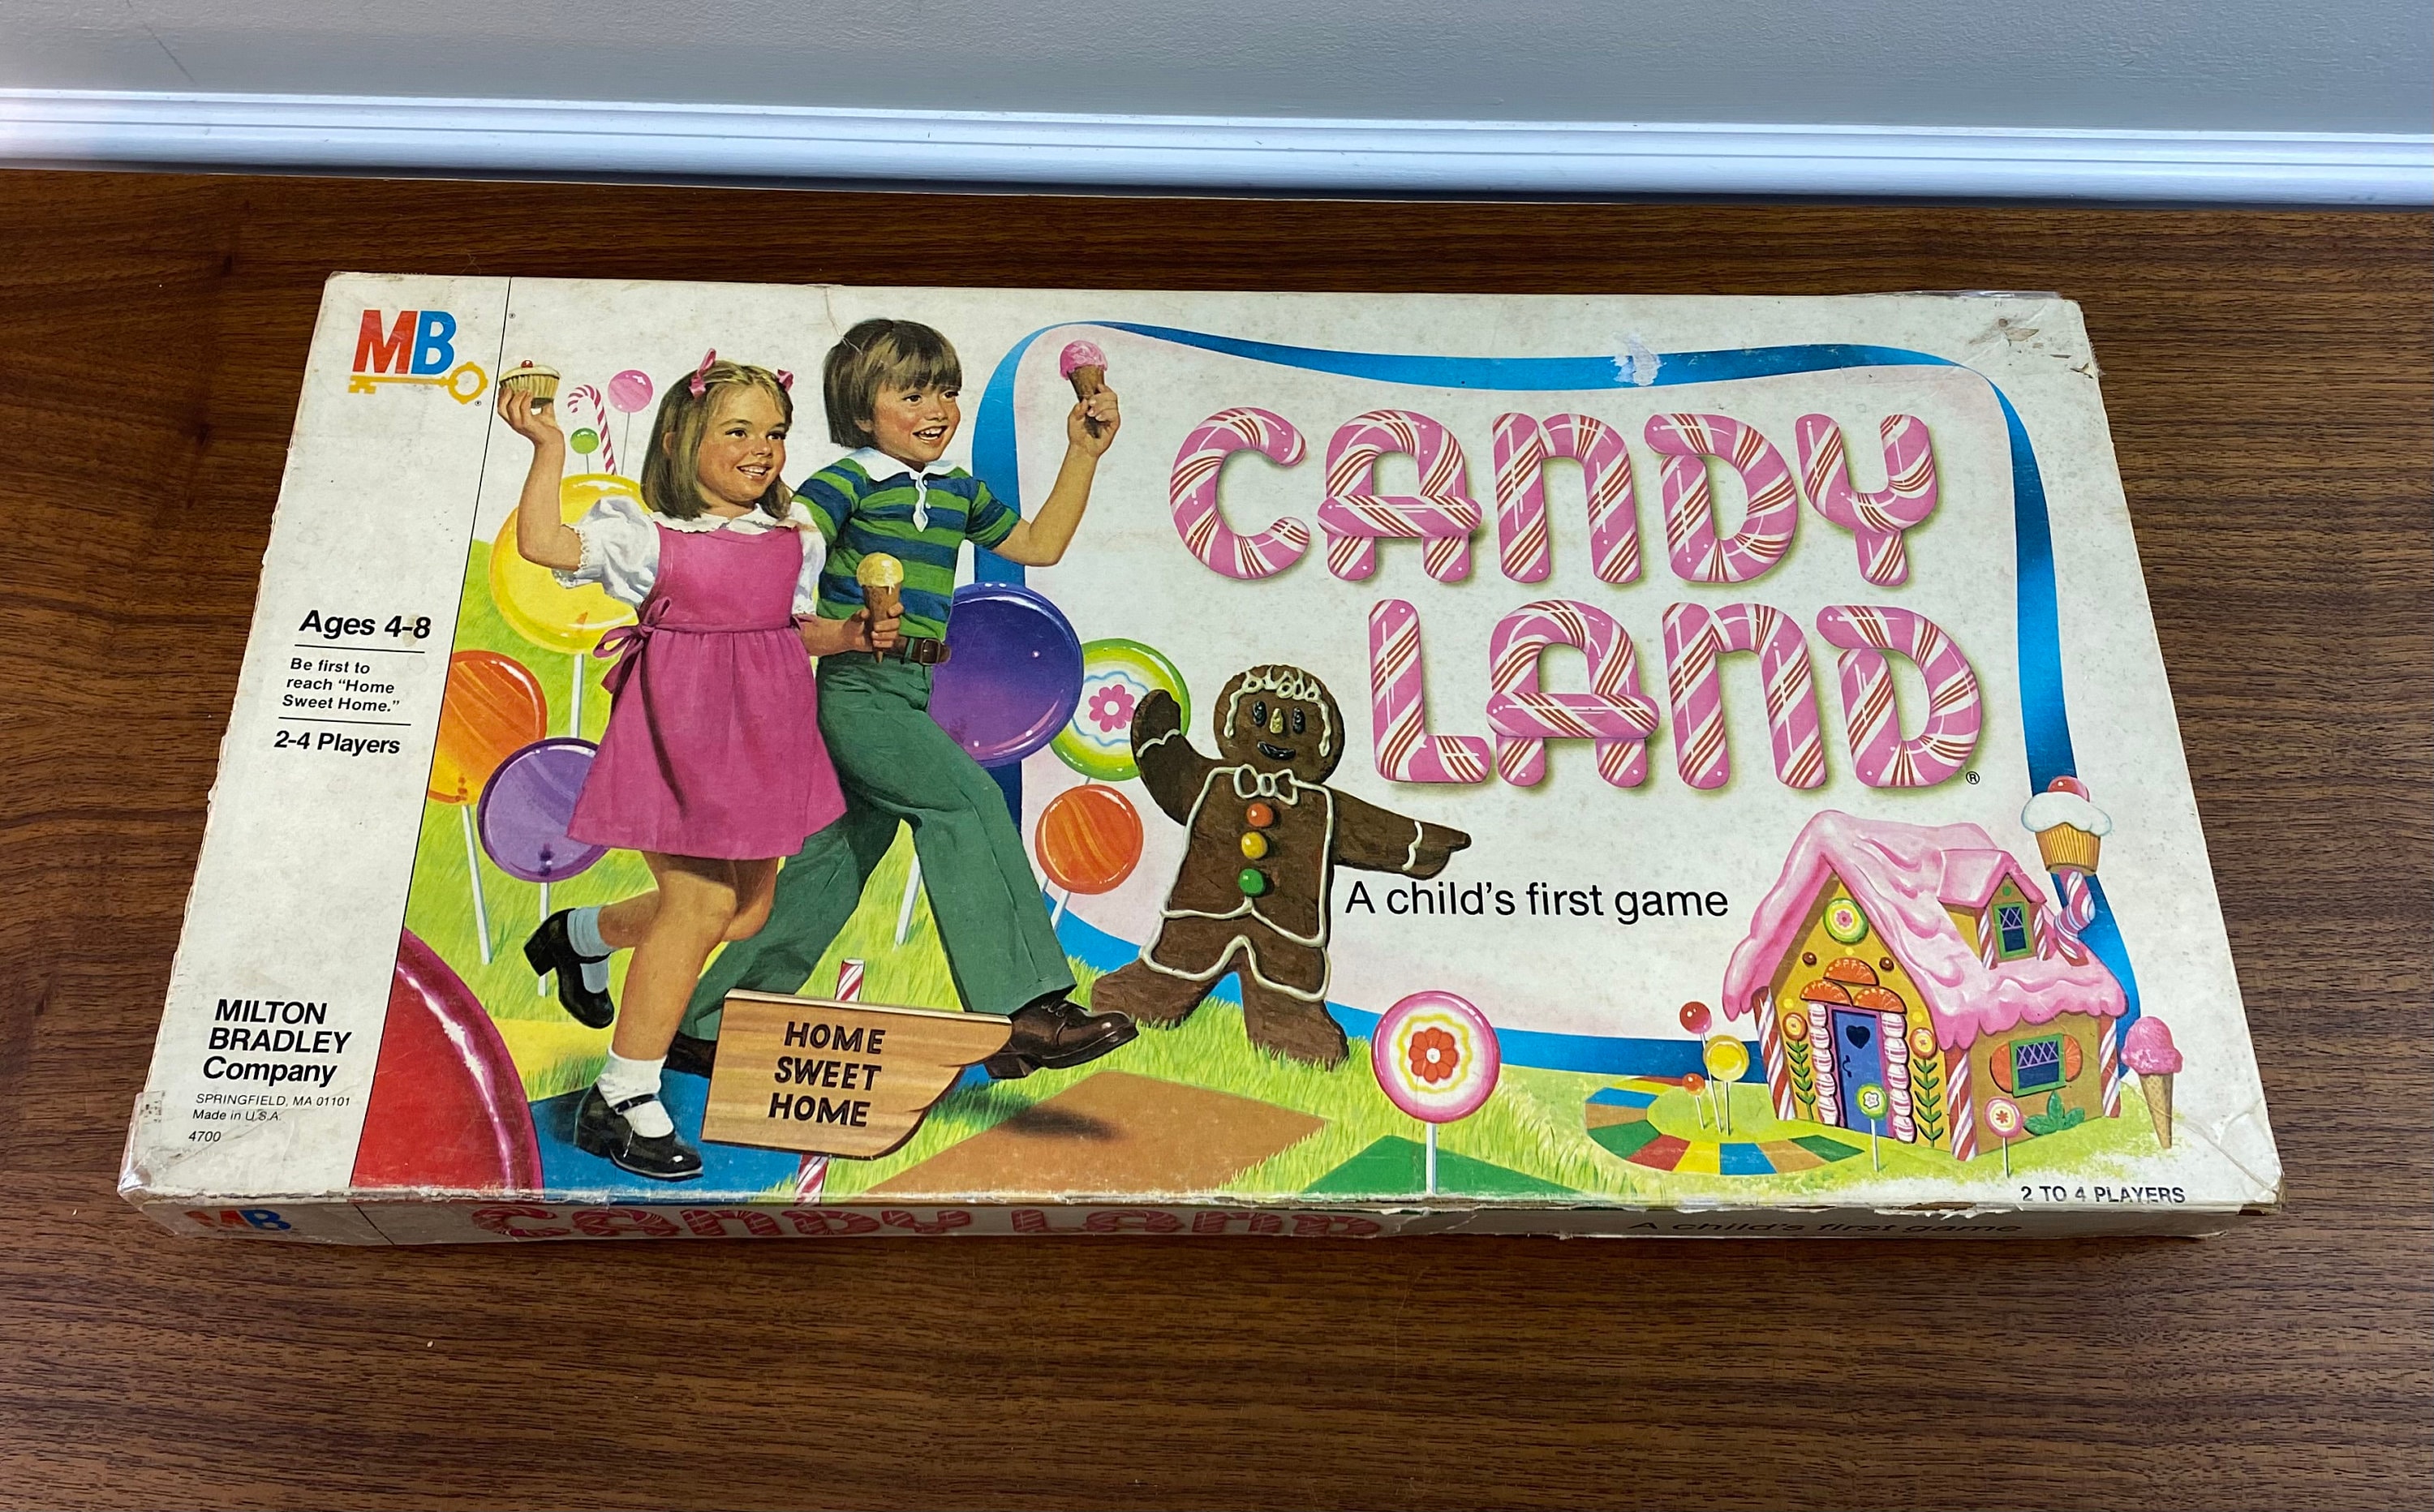 MB
Ages 4-8
Be first to
reach "Home
Sweet Home."
2-4 Players
MILTON
BRADLEY
Company
SPRINGFIELD, MA 01101
Made in U.S.A.
4700
CANDY
LAND®
A child's first game
HOME
SWEET
HOME
2 TO 4 PLAYERS
MB
CANDY LAND
A child's first game